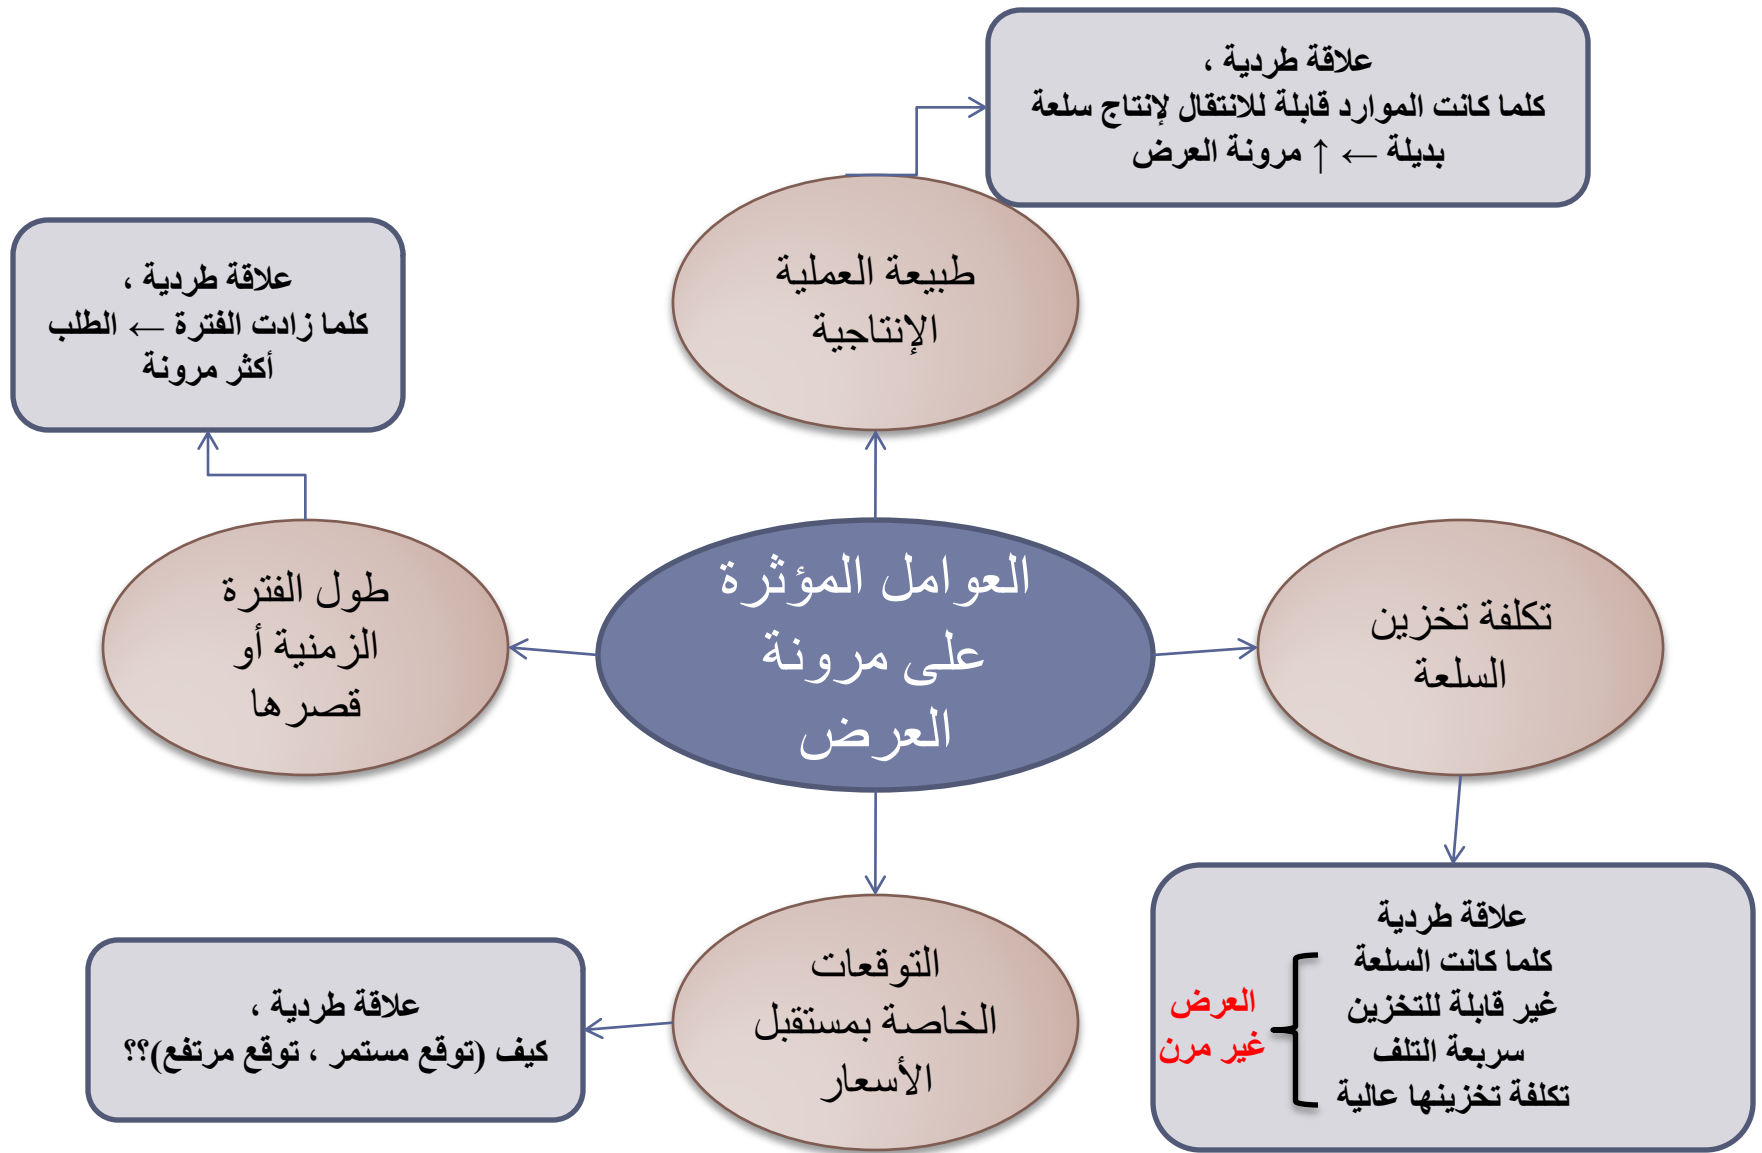 علاقة طردية ،
كلما كانت الموارد قابلة للانتقال لإنتاج سلعة
بديلة ← ↑ مرونة العرض
طبيعة العملية
الإنتاجية
علاقة طردية ،
كلما زادت الفترة ← الطلب
أكثر مرونة
العوامل المؤثرة
على مرونة
العرض
تكلفة تخزين
السلعة
طول الفترة
الزمنية أو
قصرها
علاقة طردية
كلما كانت السلعة
غير قابلة للتخزين
سريعة التلف
تكلفة تخزينها عالية
العرض
غير مرن
التوقعات
الخاصة بمستقبل
الأسعار
علاقة طردية ،
كيف (توقع مستمر ، توقع مرتفع)؟؟